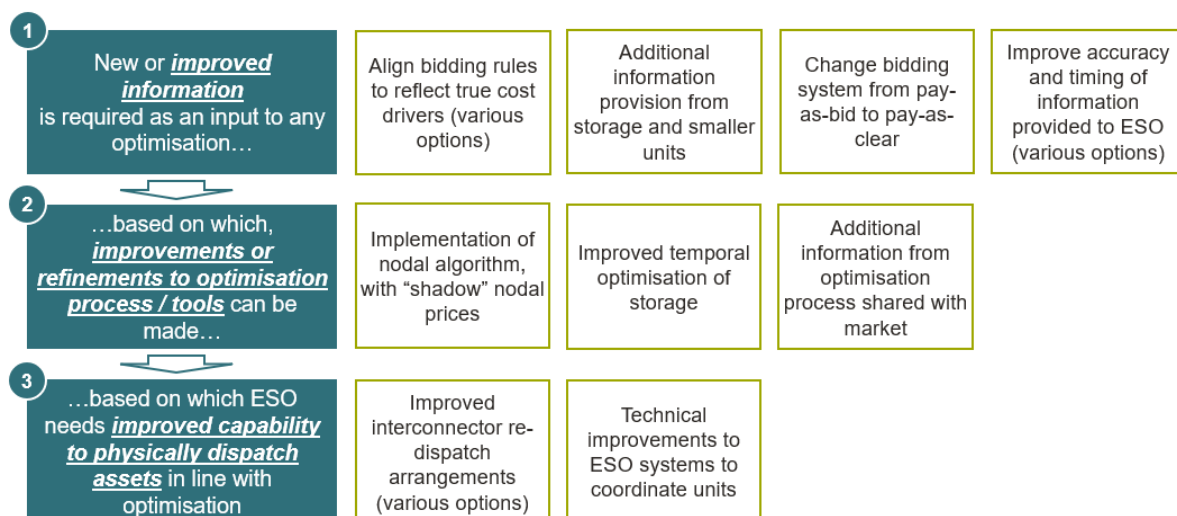 1
New or improved
information
is required as an input to any
optimisation…
Align bidding rules
to reflect true cost
drivers (various
options)
Additional
information
provision from
storage and smaller
units
Change bidding
system from pay-
as-bid to pay-as-
clear
Improve accuracy
and timing of
information
provided to ESO
(various options)
2
…based on which,
improvements or
refinements to optimisation
process / tools can be
made…
Implementation of
nodal algorithm,
with “shadow” nodal
prices
Improved temporal
optimisation of
storage
Additional
information from
optimisation
process shared with
market
3
…based on which ESO
needs improved capability
to physically dispatch
assets in line with
optimisation
Improved
interconnector re-
dispatch
arrangements
(various options)
Technical
improvements to
ESO systems to
coordinate units